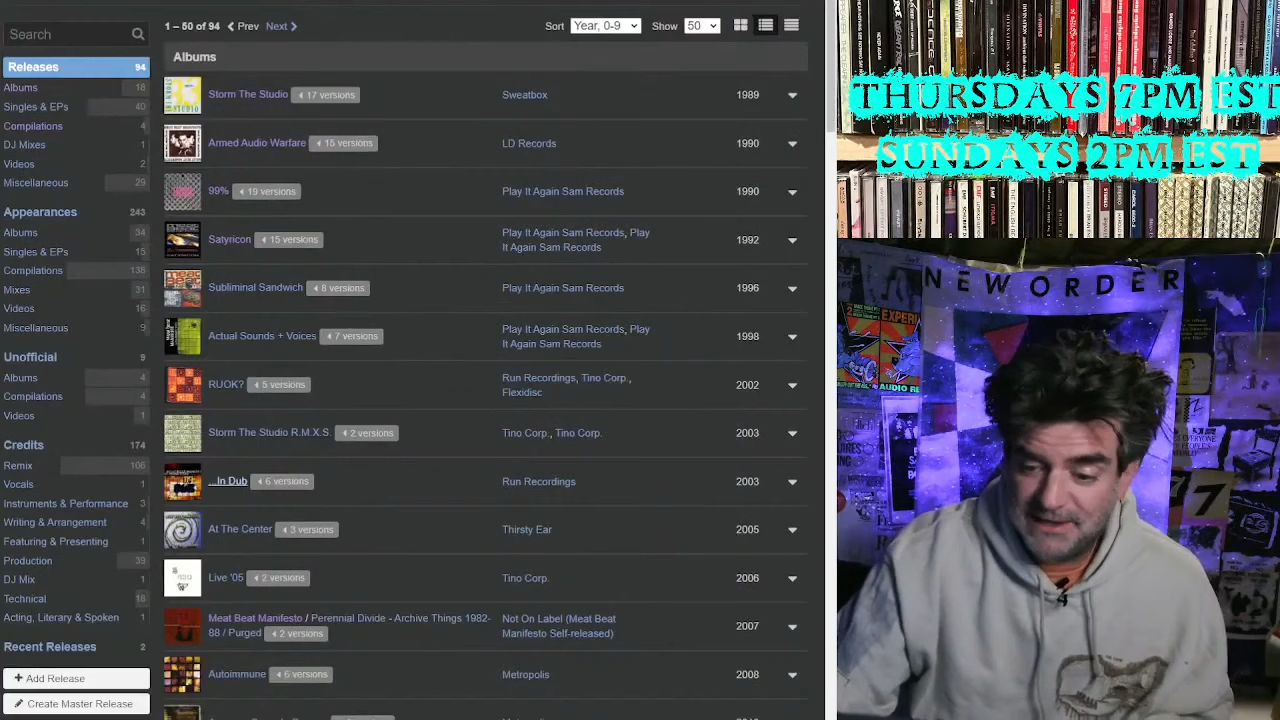 Search
Releases 94
Albums 18
Singles & EPs 40
Compilations 4
DJ Mixes 1
Videos 2
Miscellaneous 29
Appearances 243
Albums 34
Singles & EPs 15
Compilations 138
Mixes 31
Videos 16
Miscellaneous 9
Unofficial 9
Albums 4
Compilations 4
Videos 1
Credits 174
Remix 106
Vocals 1
Instruments & Performance 3
Writing & Arrangement 4
Featuring & Presenting 1
Production 39
DJ Mix 1
Technical 18
Acting, Literary & Spoken 1
Recent Releases 2
Add Release
Create Master Release
1 – 50 of 94 Prev Next
Sort Year, 0-9 Show 50
Albums
Storm The Studio 17 versions Sweatbox 1989
Armed Audio Warfare 15 versions LD Records 1990
99% 19 versions Play It Again Sam Records 1990
Satyricon 15 versions Play It Again Sam Records, Play 1992
It Again Sam Records
Subliminal Sandwich 8 versions Play It Again Sam Records 1996
Actual Sounds + Voices 7 versions Play It Again Sam Records, Play 1998
It Again Sam Records
RUOK? 5 versions Run Recordings, Tino Corp., 2002
Flexidisc
Storm The Studio R.M.X.S. 2 versions Tino Corp., Tino Corp. 2003
...In Dub 6 versions Run Recordings 2003
At The Center 3 versions Thirsty Ear 2005
Live '05 2 versions Tino Corp. 2006
Meat Beat Manifesto / Perennial Divide - Archive Things 1982- Not On Label (Meat Beat 2007
88 / Purged 2 versions Manifesto Self-released)
Autoimmune 6 versions Metropolis 2008
THURSDAYS 7PM EST
SUNDAYS 2PM EST
NEW ORDER